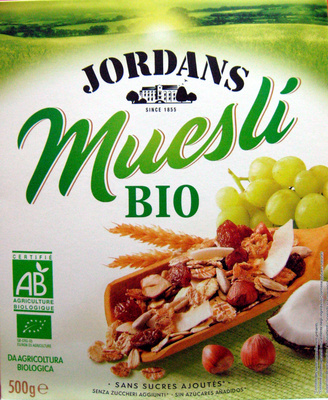 JORDANS
SINCE 1855
Muesli
BIO
CERTIFIÉ
AB
AGRICULTURE
BIOLOGIQUE
DA AGRICOLTURA
BIOLOGICA
500g e
• SANS SUCRES AJOUTÉS*
SENZA ZUCCHERI AGGIUNTI* • SIN AZÚCARES AÑADIDOS*